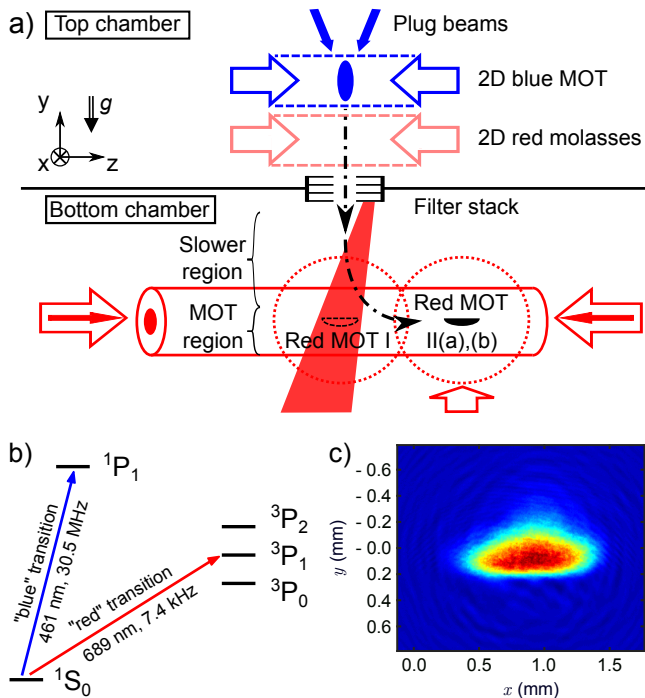 a)
Top chamber
Plug beams
2D blue MOT
y
g
x
z
2D red molasses
Bottom chamber
Filter stack
Slower
region
MOT
region
Red MOT I
Red MOT
II(a),(b)
b)
¹P₁
³P₂
³P₁
³P₀
"blue" transition
461 nm, 30.5 MHz
"red" transition
689 nm, 7.4 kHz
¹S₀
c)
- 0.6
- 0.4
- 0.2
- 0.0
0.2
0.4
0.6
y (mm)
0.0
0.5
1.0
1.5
x (mm)